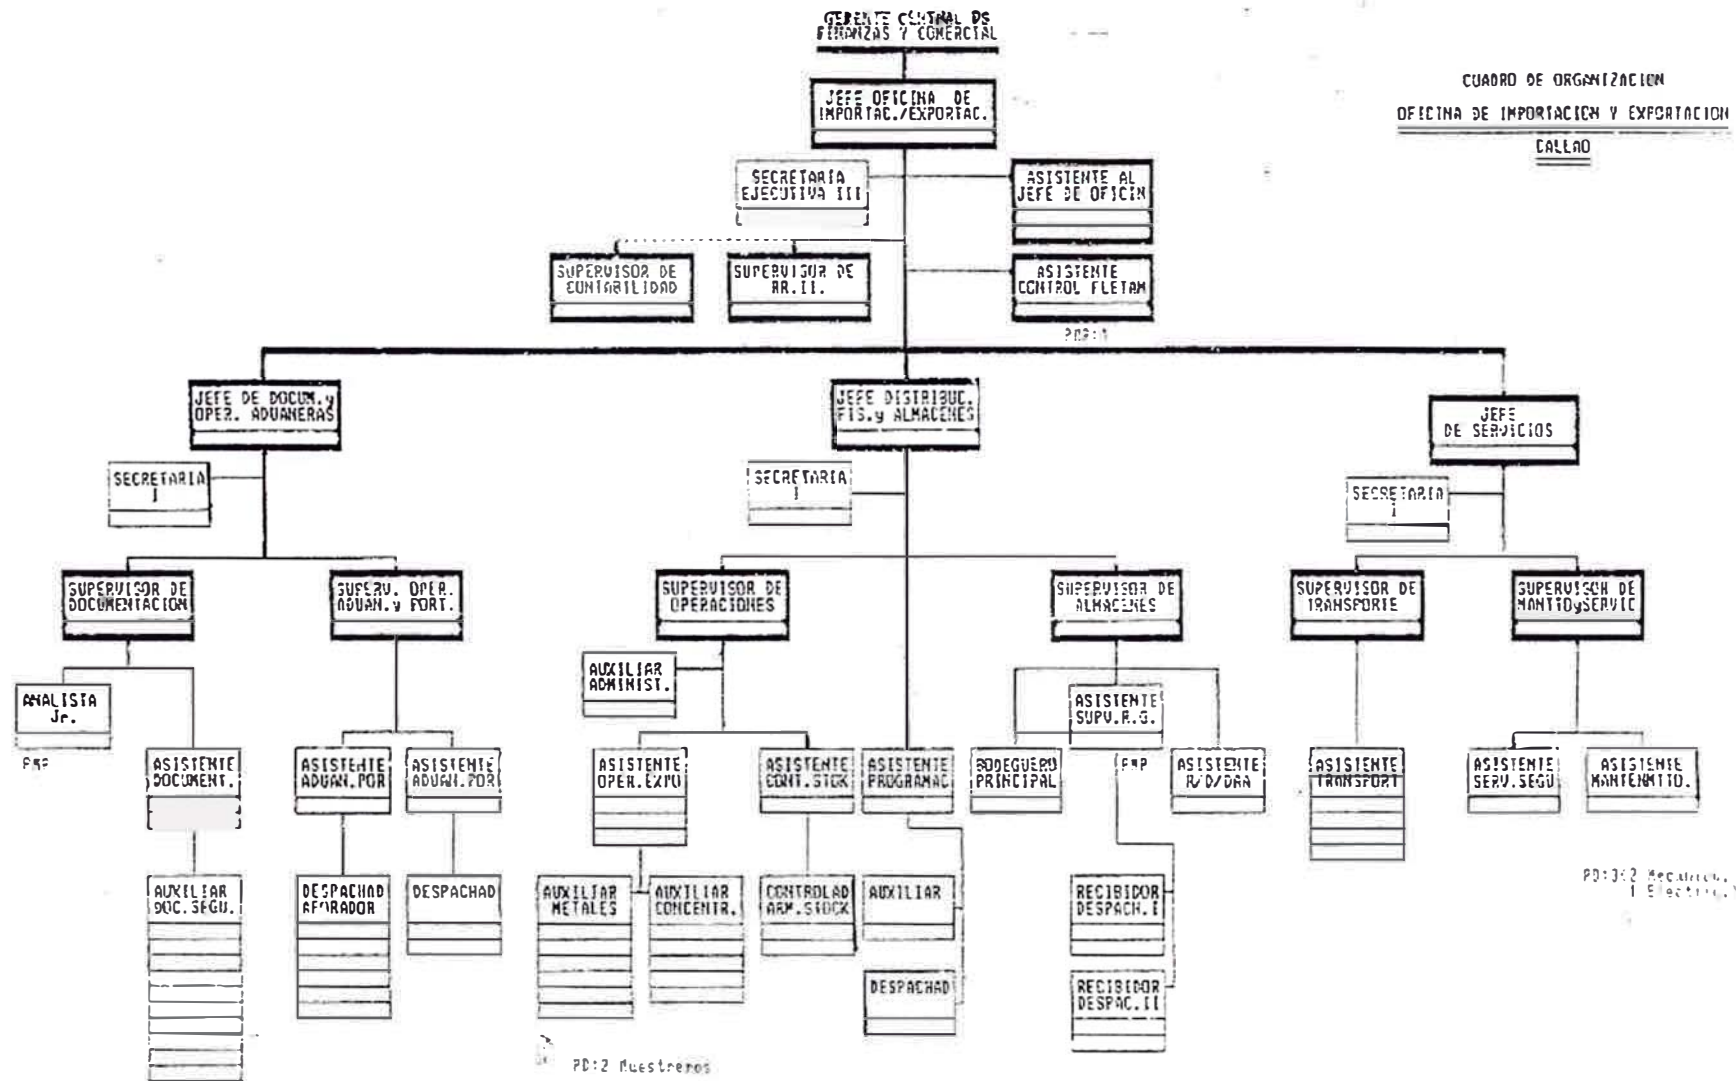 GERENTE CENTRAL DE
FINANZAS Y COMERCIAL
CUADRO DE ORGANIZACION
OFICINA DE IMPORTACION Y EXPORTACION
CALLAO
JEFE OFICINA DE
IMPORTAC./EXPORTAC.
SECRETARIA
EJECUTIVA III
ASISTENTE AL
JEFE DE OFICIN
SUPERVISOR DE
CONTABILIDAD
SUPERVISOR DE
RR.II.
ASISTENTE
CONTROL FLETAM
JEFE DE DOCUM.y
OPER. ADUANERAS
JEFE DISTRIBUC.
FIS.y ALMACENES
JEFE
DE SERVICIOS
SECRETARIA
I
SECRETARIA
I
SECRETARIA
I
SUPERVISOR DE
DOCUMENTACION
SUPERV. OPER.
ADUAN.y PORT.
SUPERVISOR DE
OPERACIONES
SUPERVISOR DE
ALMACENES
SUPERVISOR DE
TRANSPORTE
SUPERVISOR DE
MANTTOySERVIC
AUXILIAR
ADMINIST.
ANALISTA
Jr.
ASISTENTE
SUPV.R.G.
PMP
ASISTENTE
DOCUMENT.
ASISTENTE
ADUAN.POR
ASISTENTE
ADUAN.POR
ASISTENTE
OPER.EXPO
ASISTENTE
CONT.STCK
ASISTENTE
PROGRAMAC
BODEGUERO
PRINCIPAL
PMP
ASISTENTE
R/D/DAA
ASISTENTE
TRANSPORT
ASISTENTE
SERV.SEGU
ASISTENTE
MANTENMTTO.
AUXILIAR
DOC.SEGU.
DESPACHAD
AFORADOR
DESPACHAD
AUXILIAR
METALES
AUXILIAR
CONCENTR.
CONTROLAD
ARM.STOCK
AUXILIAR
RECIBIDOR
DESPACH.I
DESPACHAD
RECIBIDOR
DESPAC.II
PD:2 Muestreros